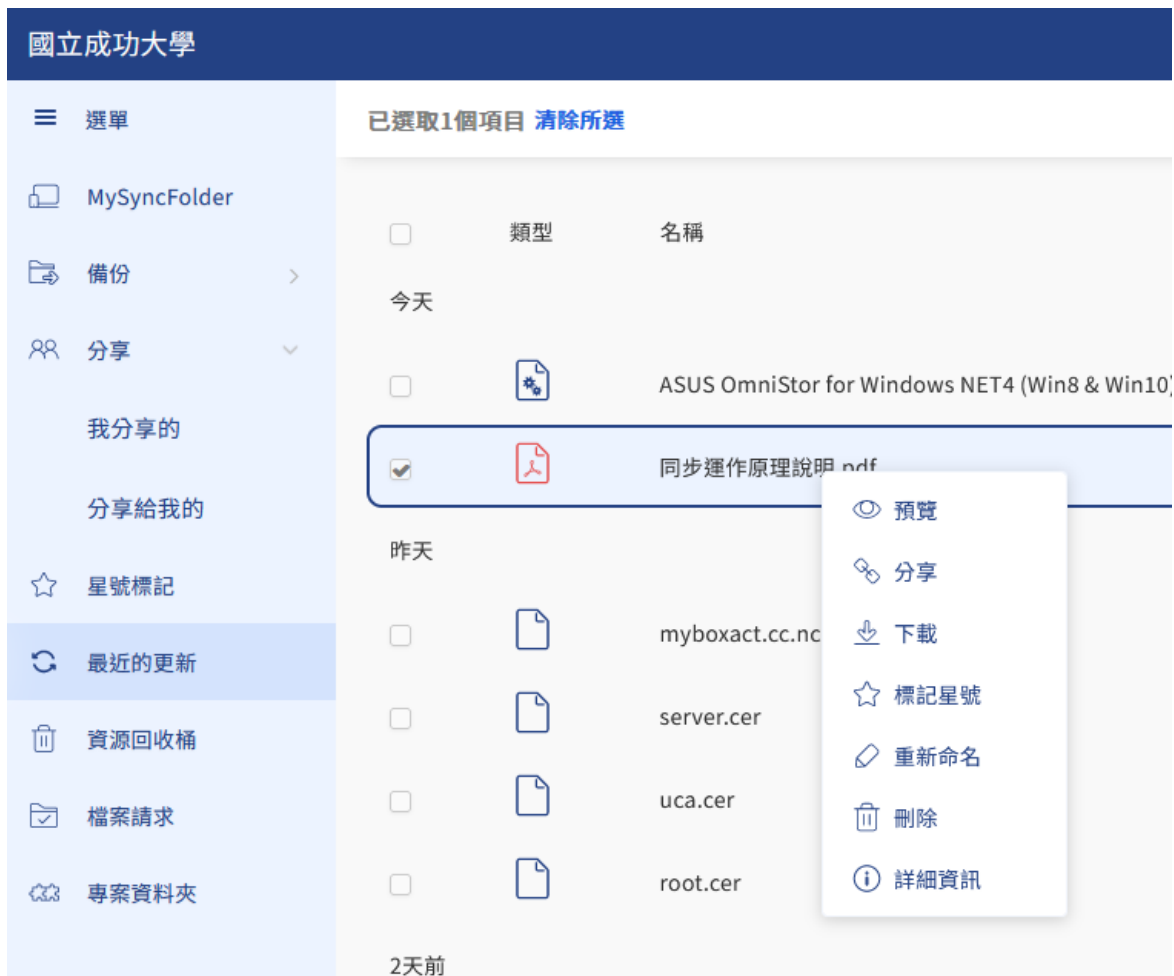 國立成功大學
選單
已選取1個項目 清除所選
MySyncFolder
類型 名稱
備份
今天
分享
ASUS OmniStor for Windows NET4 (Win8 & Win10)
我分享的
同步運作原理說明.pdf
分享給我的
預覽
昨天
分享
星號標記
myboxact.cc.nc
下載
最近的更新
標記星號
server.cer
資源回收桶
重新命名
uca.cer
檔案請求
刪除
root.cer
詳細資訊
專案資料夾
2天前